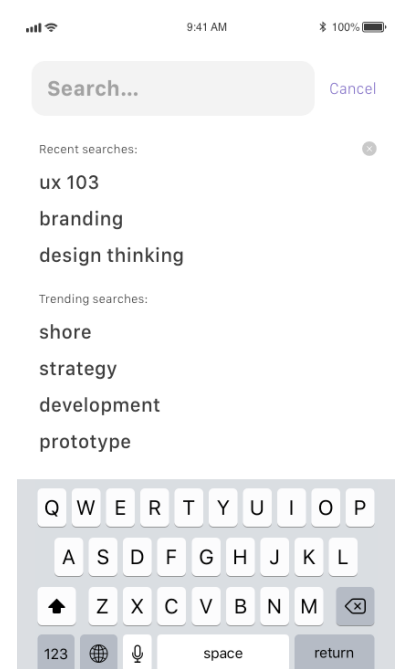 9:41 AM 100%
Search... Cancel
Recent searches:
ux 103
branding
design thinking
Trending searches:
shore
strategy
development
prototype
Q W E R T Y U I O P
A S D F G H J K L
Z X C V B N M
123 space return